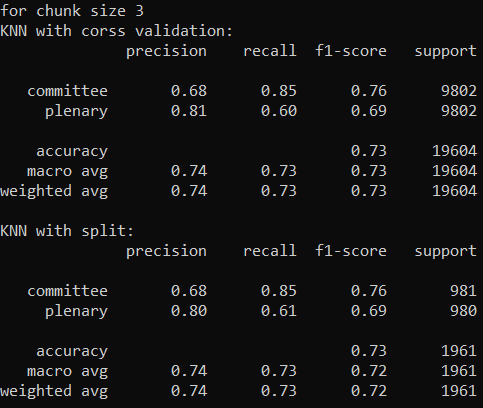 for chunk size 3
KNN with corss validation:
precision recall f1-score support
committee 0.68 0.85 0.76 9802
plenary 0.81 0.60 0.69 9802
accuracy 0.73 19604
macro avg 0.74 0.73 0.73 19604
weighted avg 0.74 0.73 0.73 19604
KNN with split:
precision recall f1-score support
committee 0.68 0.85 0.76 981
plenary 0.80 0.61 0.69 980
accuracy 0.73 1961
macro avg 0.74 0.73 0.72 1961
weighted avg 0.74 0.73 0.72 1961